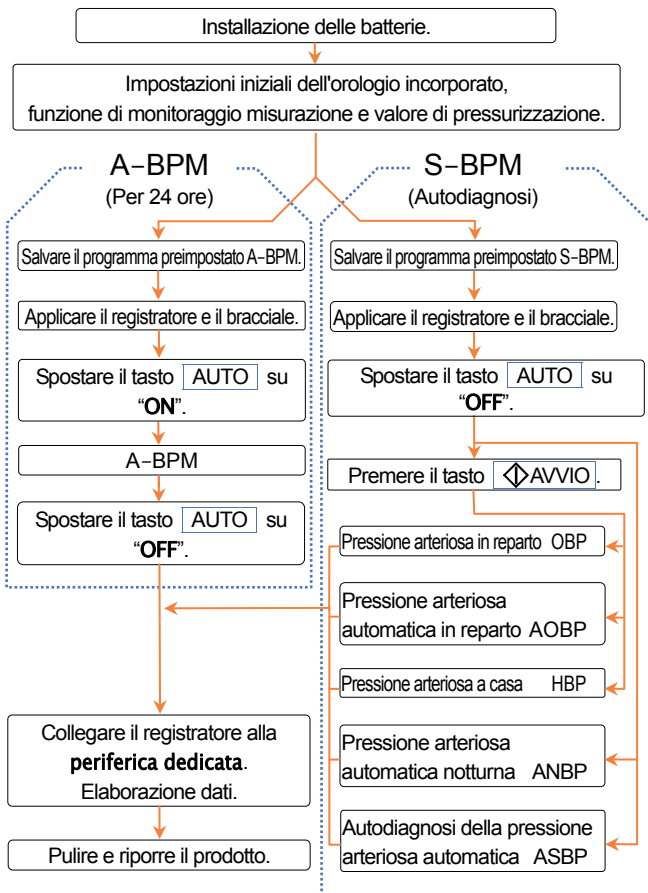 Installazione delle batterie.
Impostazioni iniziali dell'orologio incorporato,
funzione di monitoraggio misurazione e valore di pressurizzazione.
A−BPM
(Per 24 ore)
Salvare il programma preimpostato A−BPM.
Applicare il registratore e il bracciale.
Spostare il tasto AUTO su
“ON”.
A−BPM
Spostare il tasto AUTO su
“OFF”.
S−BPM
(Autodiagnosi)
Salvare il programma preimpostato S−BPM.
Applicare il registratore e il bracciale.
Spostare il tasto AUTO su
“OFF”.
Premere il tasto AVVIO.
Pressione arteriosa in reparto OBP
Pressione arteriosa
automatica in reparto AOBP
Pressione arteriosa a casa HBP
Pressione arteriosa
automatica notturna ANBP
Autodiagnosi della pressione
arteriosa automatica ASBP
Collegare il registratore alla
periferica dedicata.
Elaborazione dati.
Pulire e riporre il prodotto.